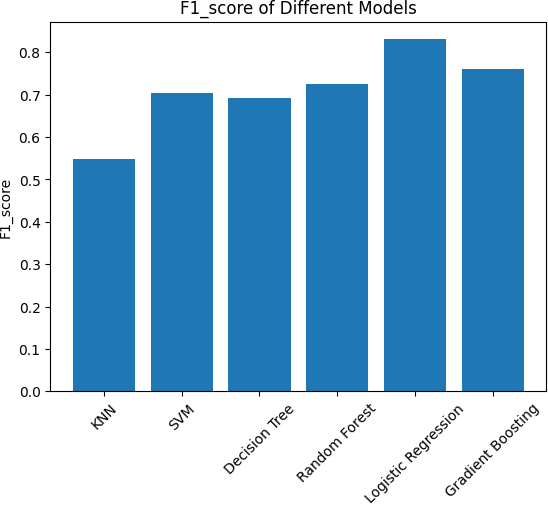 F1_score of Different Models
F1_score
0.8
0.7
0.6
0.5
0.4
0.3
0.2
0.1
0.0
KNN
SVM
Decision Tree
Random Forest
Logistic Regression
Gradient Boosting